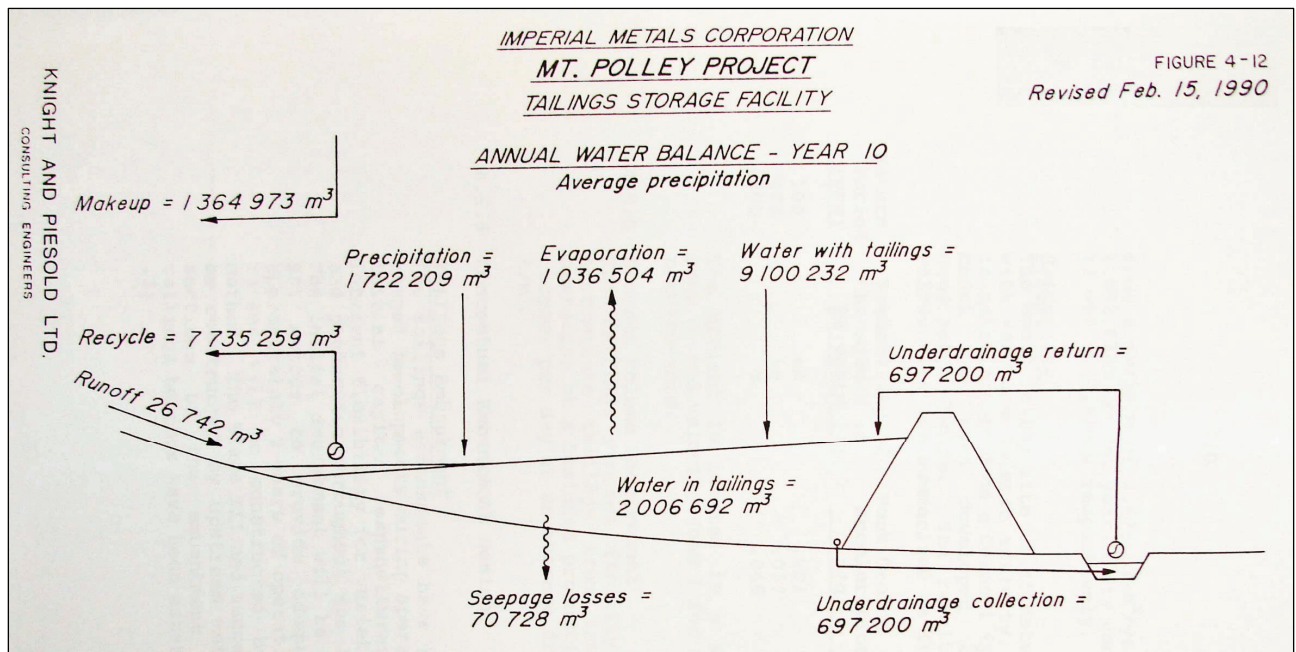 IMPERIAL METALS CORPORATION
MT. POLLEY PROJECT
TAILINGS STORAGE FACILITY
FIGURE 4-12
Revised Feb. 15, 1990
KNIGHT AND PIESOLD LTD.
CONSULTING ENGINEERS
ANNUAL WATER BALANCE - YEAR 10
Average precipitation
Makeup = 1 364 973 m³
Precipitation =
1 722 209 m³
Evaporation =
1 036 504 m³
Water with tailings =
9 100 232 m³
Recycle = 7 735 259 m³
Underdrainage return =
697 200 m³
Runoff 26 742 m³
Water in tailings =
2 006 692 m³
Seepage losses =
70 728 m³
Underdrainage collection =
697 200 m³